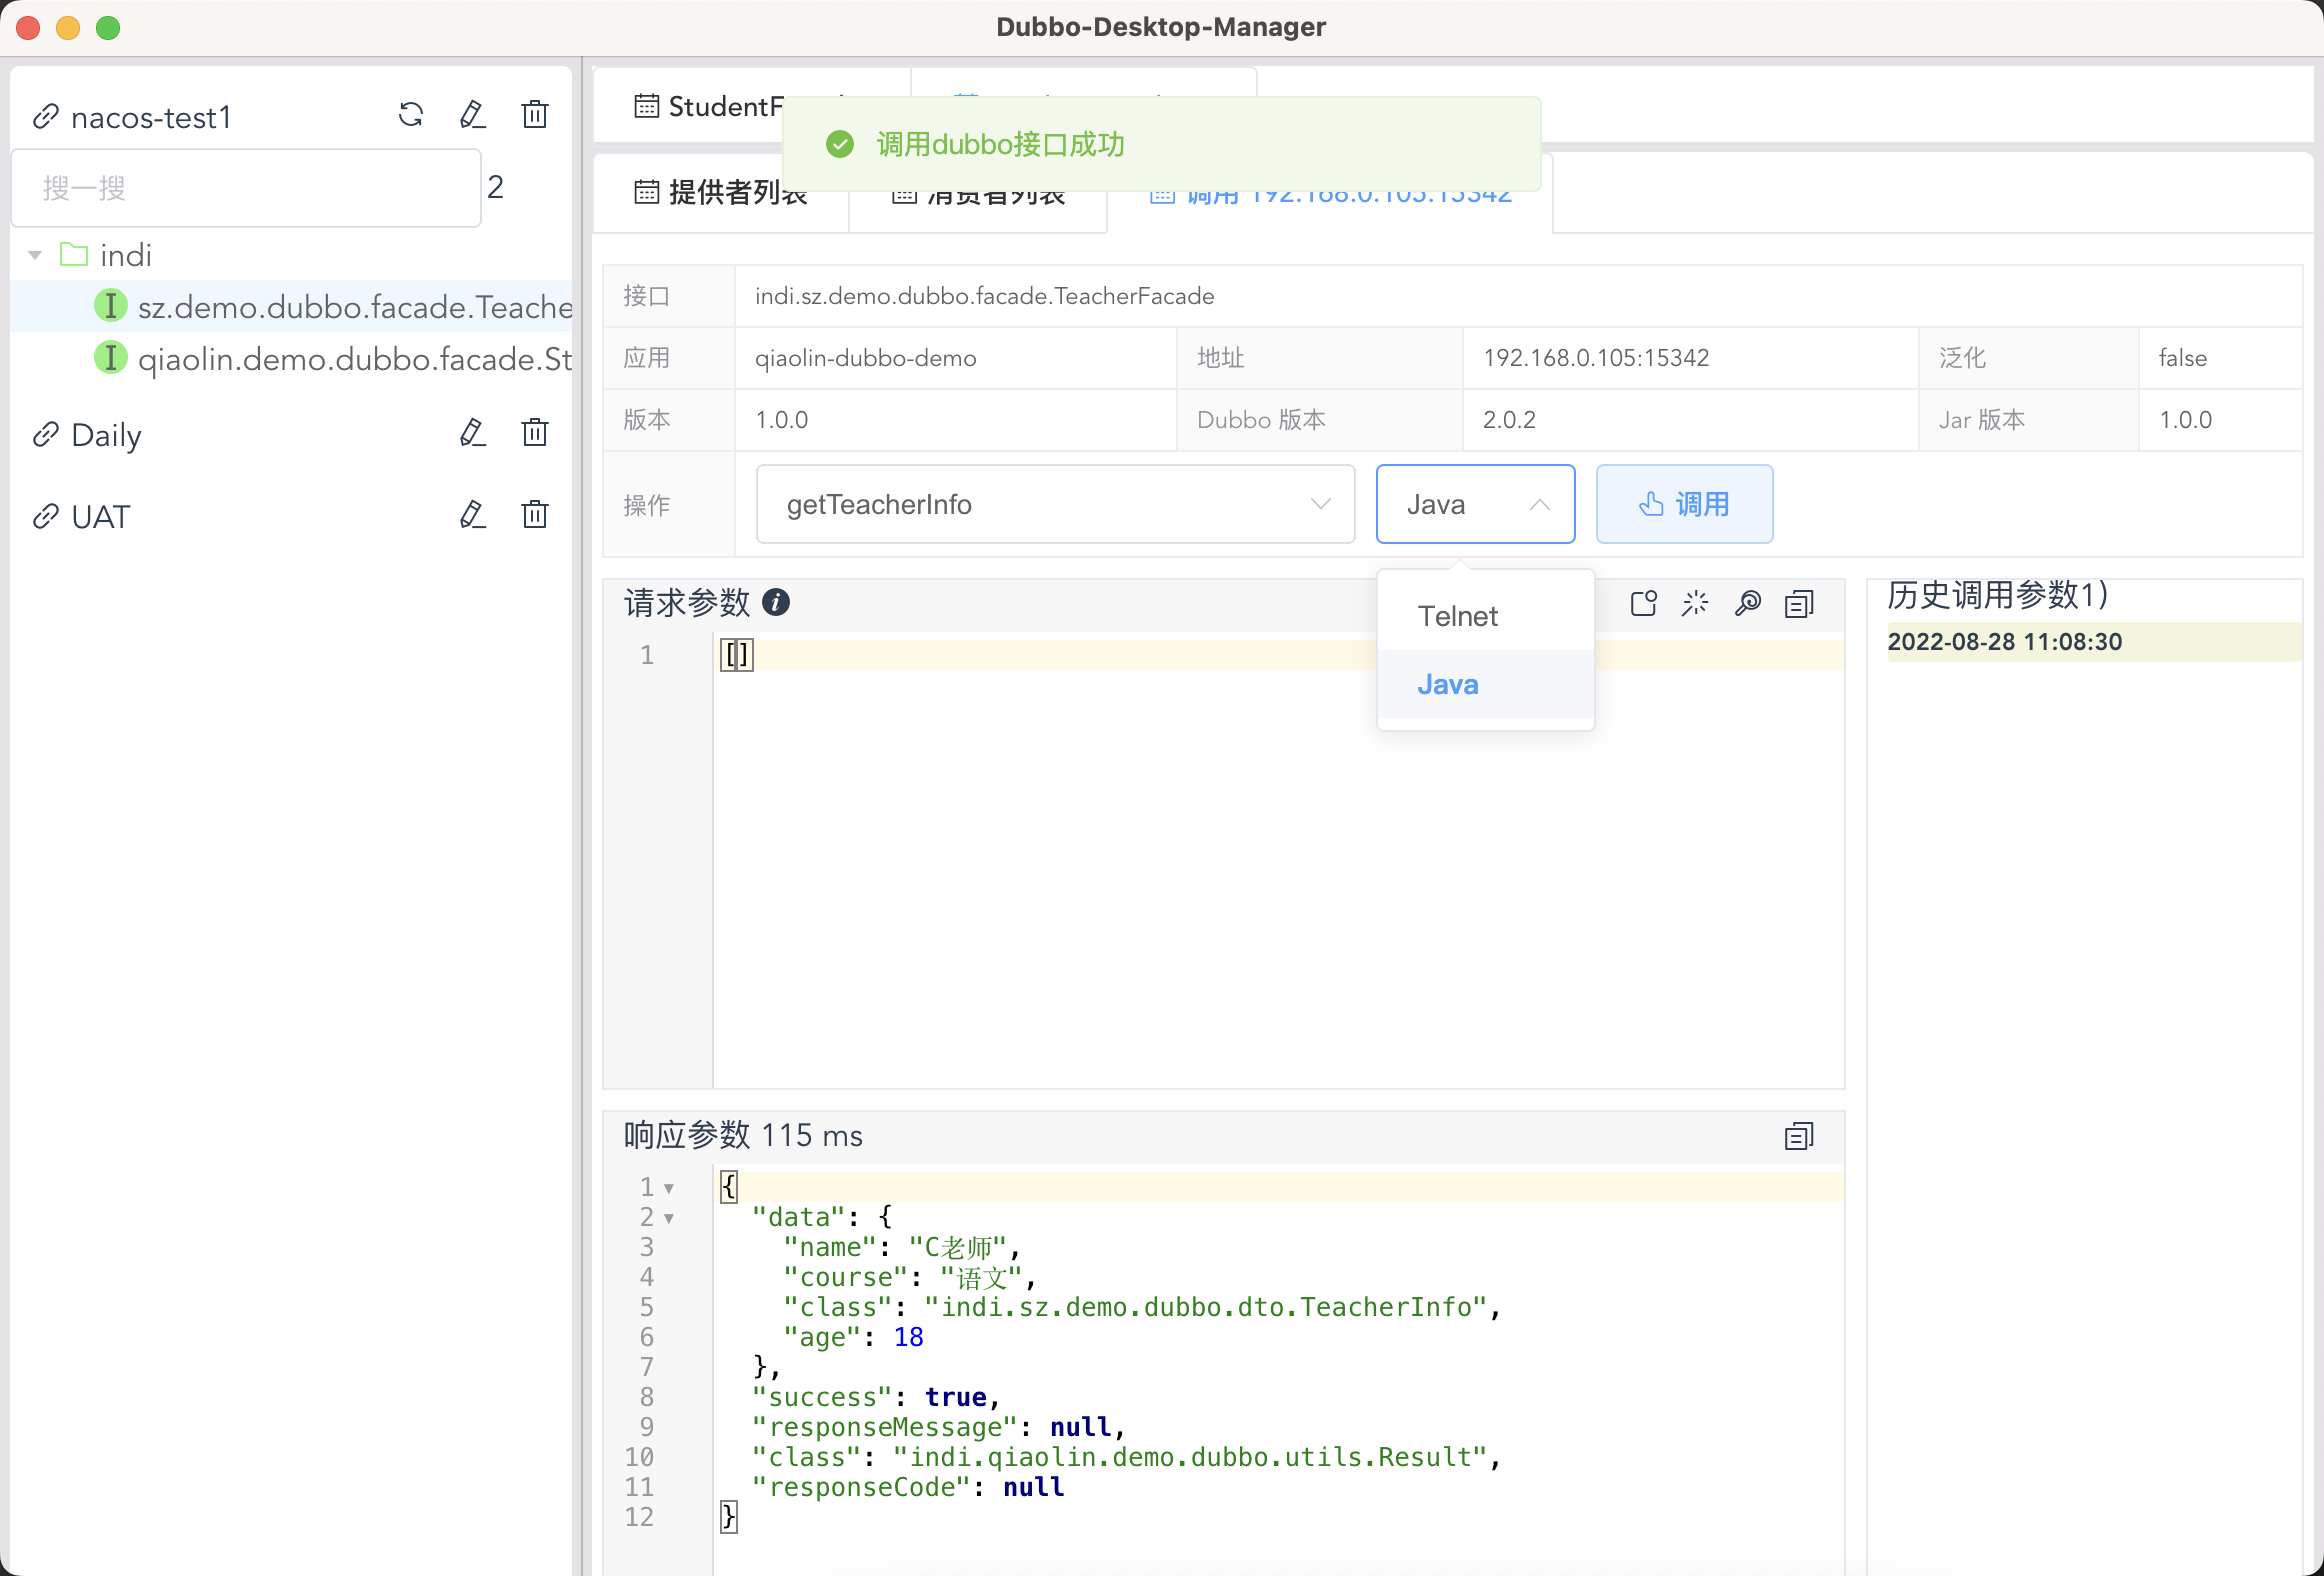 Dubbo-Desktop-Manager
nacos-test1
搜一搜
2
indi
sz.demo.dubbo.facade.Teache
qiaolin.demo.dubbo.facade.St
Daily
UAT
StudentF
调用dubbo接口成功
提供者列表
消费者列表
调用 192.168.0.105:15342
接口
indi.sz.demo.dubbo.facade.TeacherFacade
应用
qiaolin-dubbo-demo
地址
192.168.0.105:15342
泛化
false
版本
1.0.0
Dubbo 版本
2.0.2
Jar 版本
1.0.0
操作
getTeacherInfo
Java
调用
Telnet
Java
请求参数
1
[]
历史调用参数1)
2022-08-28 11:08:30
响应参数 115 ms
1 {
2 "data": {
3 "name": "C老师",
4 "course": "语文",
5 "class": "indi.sz.demo.dubbo.dto.TeacherInfo",
6 "age": 18
7 },
8 "success": true,
9 "responseMessage": null,
10 "class": "indi.qiaolin.demo.dubbo.utils.Result",
11 "responseCode": null
12 }